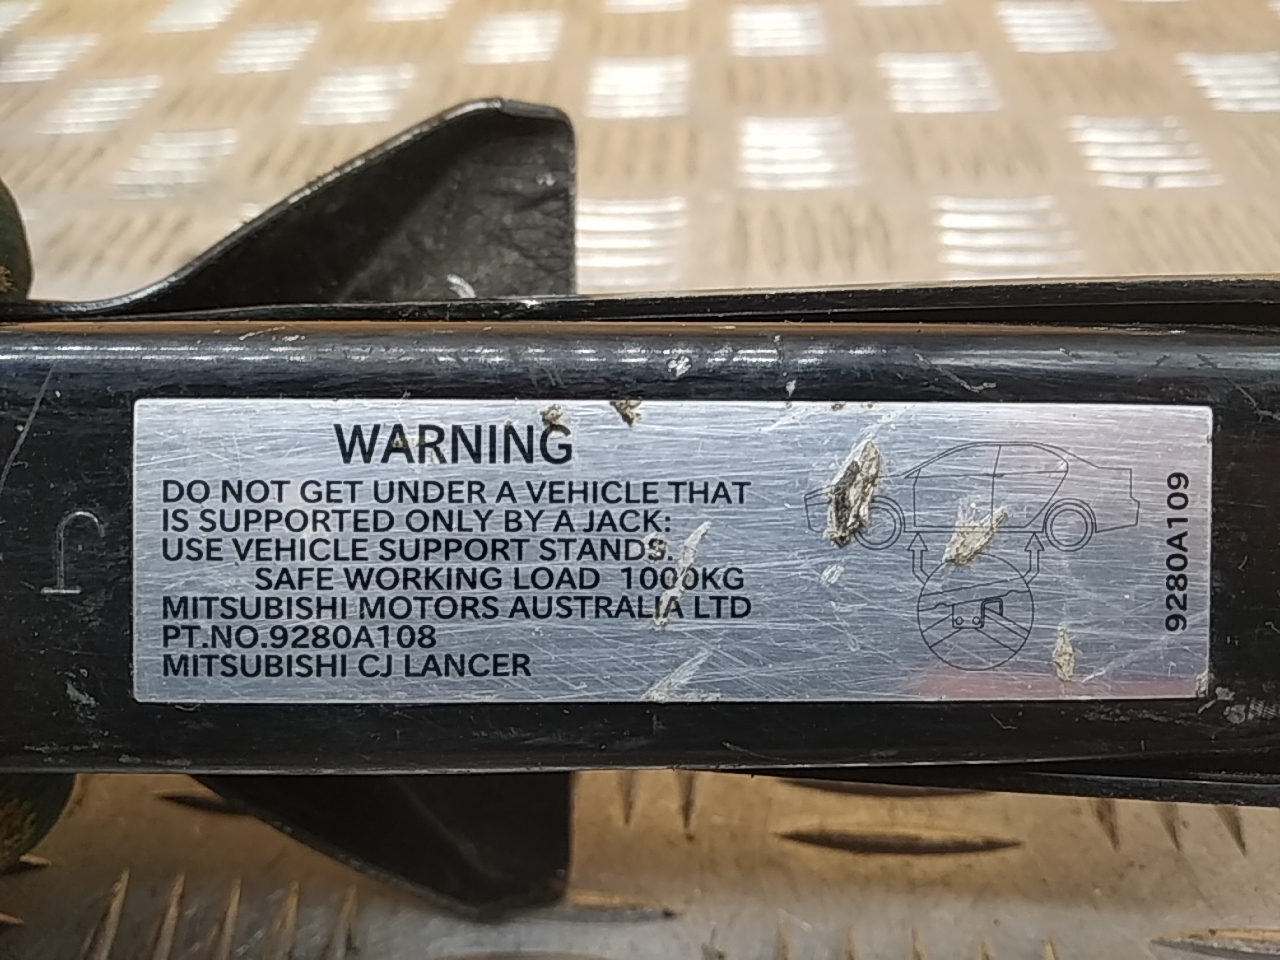 WARNING
DO NOT GET UNDER A VEHICLE THAT
IS SUPPORTED ONLY BY A JACK:
USE VEHICLE SUPPORT STANDS.
SAFE WORKING LOAD 1000KG
MITSUBISHI MOTORS AUSTRALIA LTD
PT.NO.9280A108
MITSUBISHI CJ LANCER
9280A109